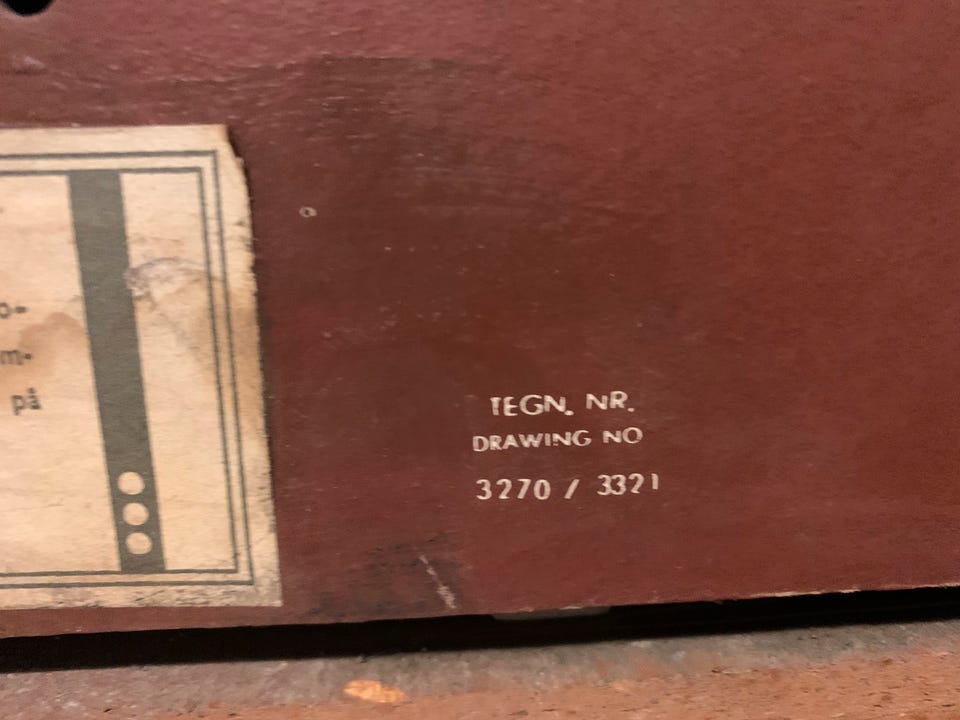 o-
m-
på
TEGN. NR.
DRAWING NO
3270 / 3321